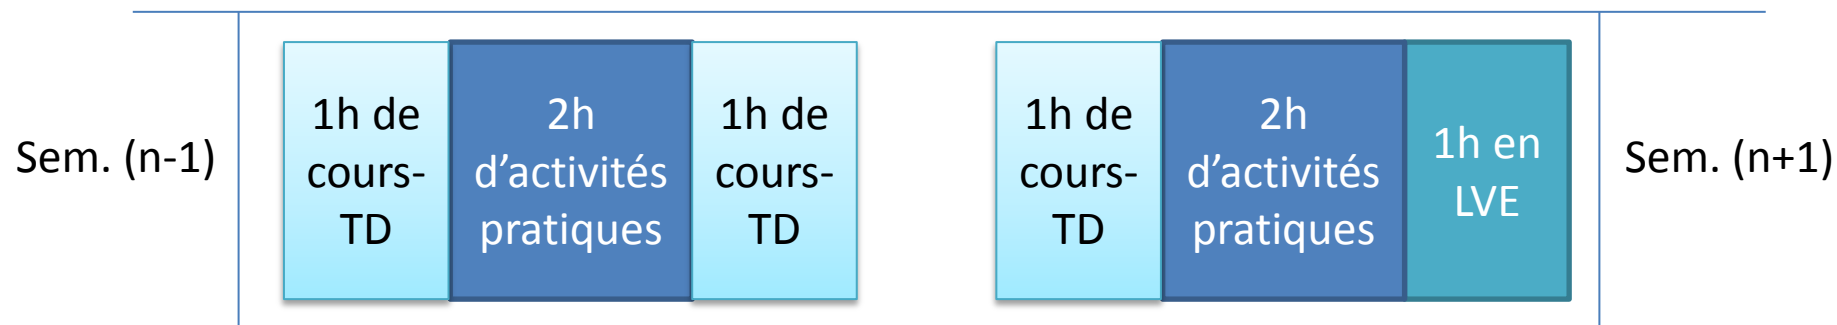 Sem. (n-1)
1h de
cours-
TD
2h
d’activités
pratiques
1h de
cours-
TD
1h de
cours-
TD
2h
d’activités
pratiques
1h en
LVE
Sem. (n+1)